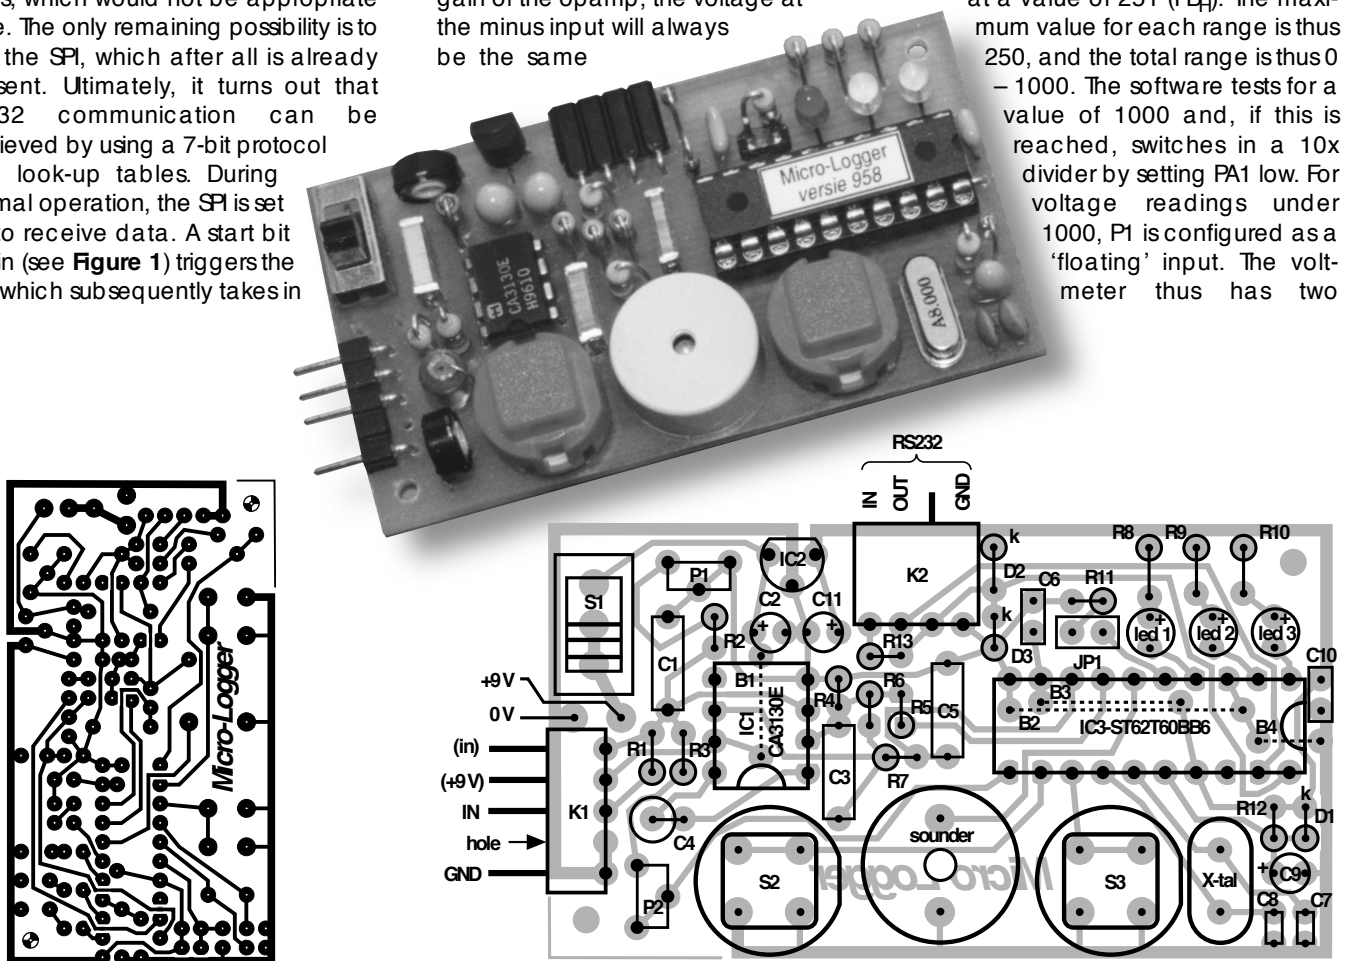 s, which would not be appropriate
e. The only remaining possibility is to
the SPI, which after all is already
sent. Ultimately, it turns out that
32 communication can be
ieved by using a 7-bit protocol
look-up tables. During
mal operation, the SPI is set
to receive data. A start bit
in (see Figure 1) triggers the
which subsequently takes in
gain of the opamp, the voltage at
the minus input will always
be the same
at a value of 251 (FBH). The maxi-
mum value for each range is thus
250, and the total range is thus 0
– 1000. The software tests for a
value of 1000 and, if this is
reached, switches in a 10x
divider by setting PA1 low. For
voltage readings under
1000, P1 is configured as a
‘floating’ input. The volt-
meter thus has two
Micro-Logger
versie 958
CA3130E
H9610
A8.000
Micro-Logger
RS232
IN
OUT
GND
K2
k
D2
k
D3
C6
R11
JP1
R8
R9
R10
led 1
led 2
led 3
C10
S1
P1
IC2
C2
C11
R2
C1
B1
IC1
CA3130E
R13
R4
R6
R5
C5
R7
C3
B3
B2
IC3-ST62T60BB6
B4
+9V
0V
(in)
(+9V)
IN
hole
GND
K1
R1
R3
C4
P2
S2
sounder
Micro-Logger
S3
X-tal
R12
k
D1
+
C9
C8
C7